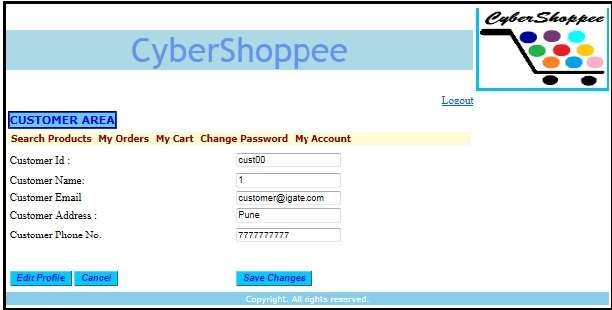 CyberShoppee
CyberShoppee
Logout
CUSTOMER AREA
Search Products My Orders My Cart Change Password My Account
Customer Id : cust00
Customer Name: 1
Customer Email customer@igate.com
Customer Address : Pune
Customer Phone No. 7777777777
Edit Profile Cancel Save Changes
Copyright. All rights reserved.